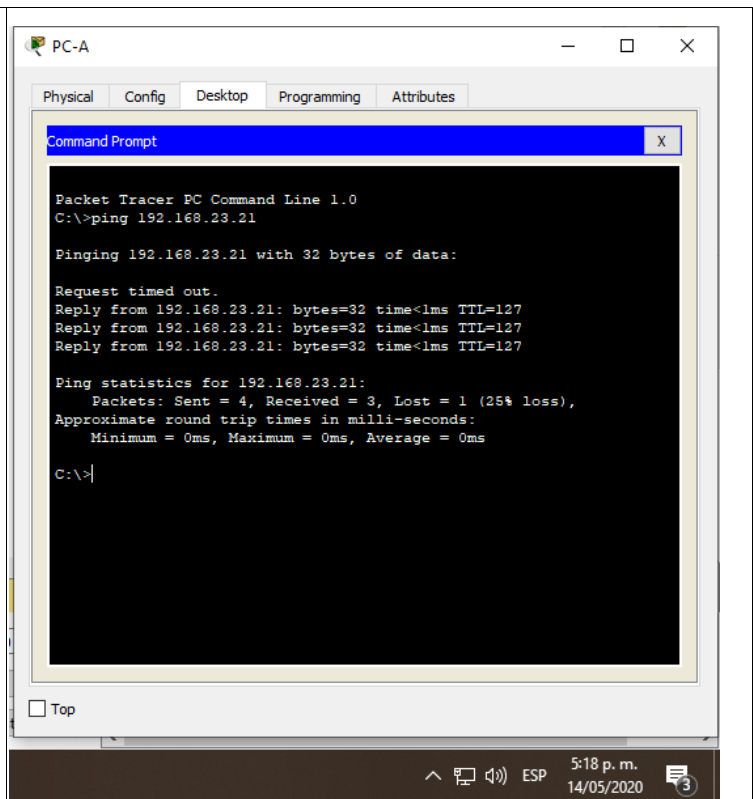 PC-A
Physical Config Desktop Programming Attributes
Command Prompt X
Packet Tracer PC Command Line 1.0
C:\>ping 192.168.23.21
Pinging 192.168.23.21 with 32 bytes of data:
Request timed out.
Reply from 192.168.23.21: bytes=32 time<1ms TTL=127
Reply from 192.168.23.21: bytes=32 time<1ms TTL=127
Reply from 192.168.23.21: bytes=32 time<1ms TTL=127
Ping statistics for 192.168.23.21:
Packets: Sent = 4, Received = 3, Lost = 1 (25% loss),
Approximate round trip times in milli-seconds:
Minimum = 0ms, Maximum = 0ms, Average = 0ms
C:\>
Top
ESP
5:18 p. m.
14/05/2020
3